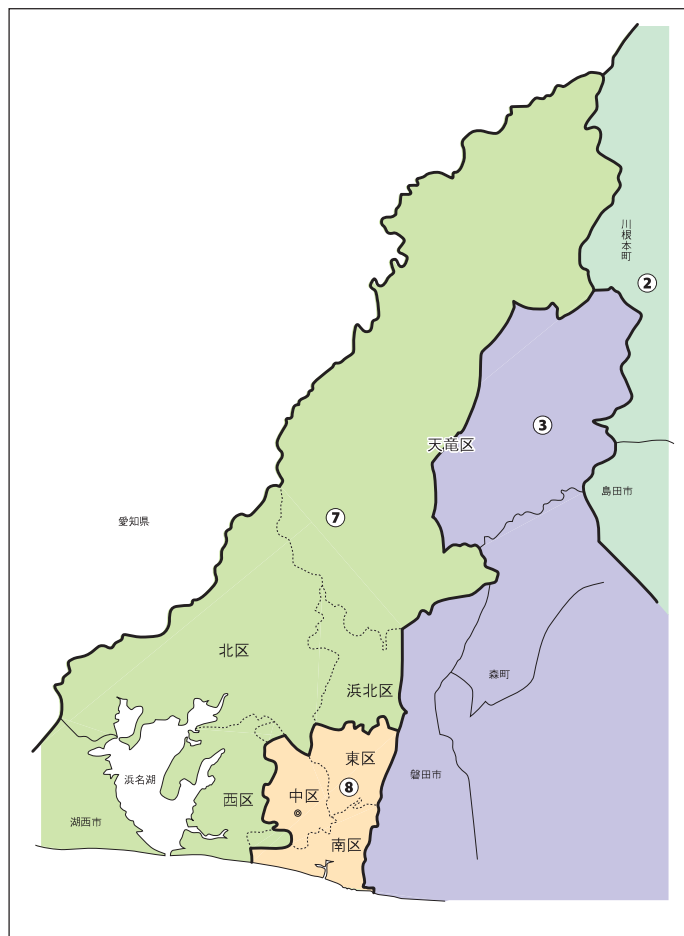 川根本町
②
③
天竜区
島田市
愛知県
⑦
北区
森町
浜北区
東区
磐田市
浜名湖
⑧
西区
中区
湖西市
南区